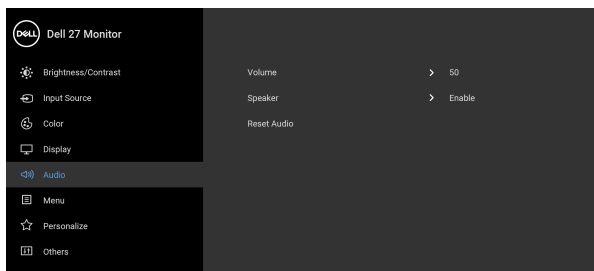 DELL Dell 27 Monitor
Brightness/Contrast
Input Source
Color
Display
Audio
Menu
Personalize
Others
Volume > 50
Speaker > Enable
Reset Audio